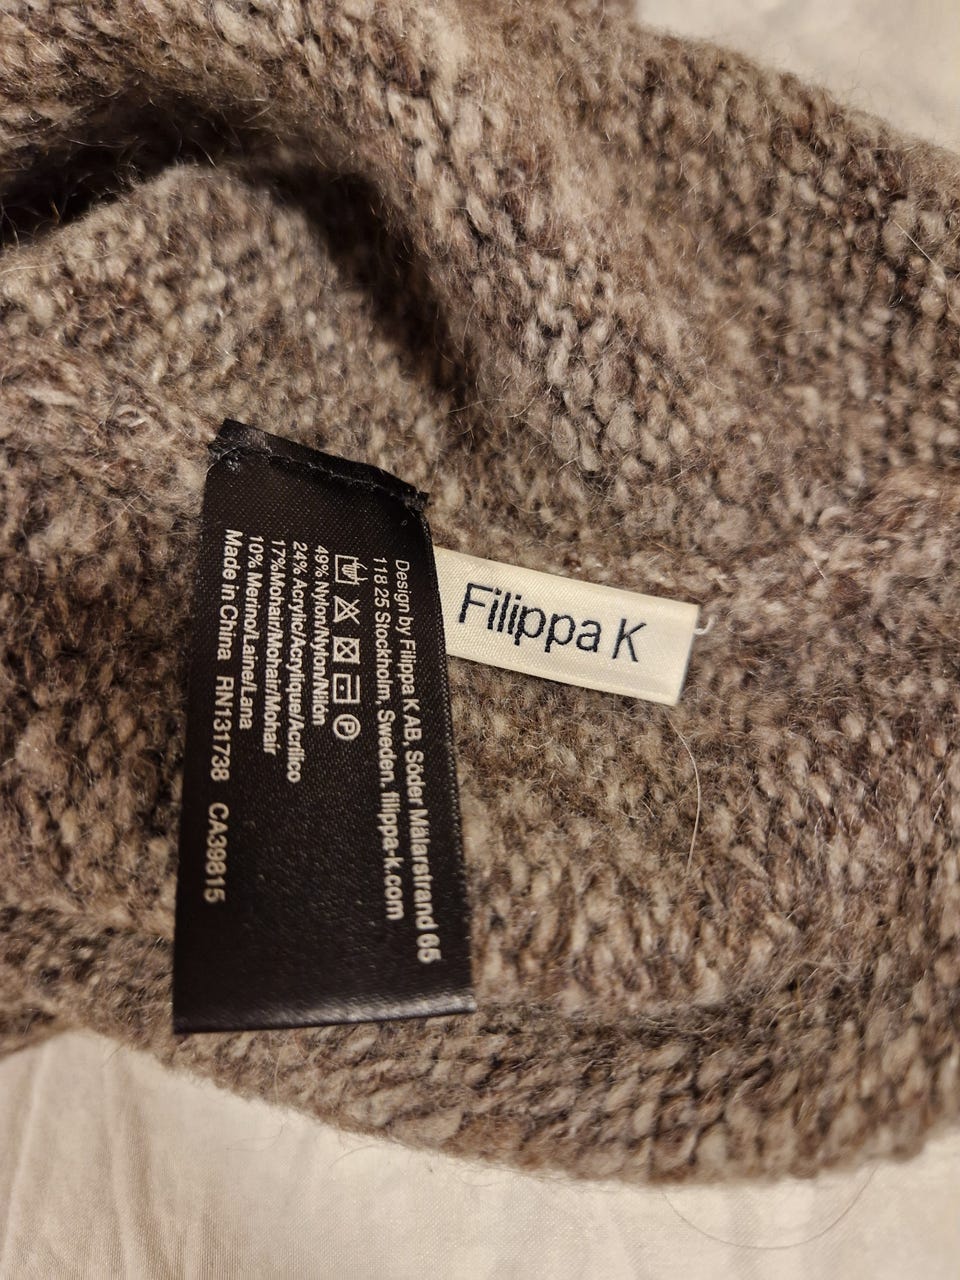 Filippa K
Design by Filippa K AB, Söder Mälarstrand 65
118 25 Stockholm, Sweden. filippa-k.com
P
49% Nylon/Nylon/Nilón
24% Acrylic/Acrylique/Acrílico
17%Mohair/Mohair/Mohair
10% Merino/Laine/Lana
Made in China RN131738 CA39815